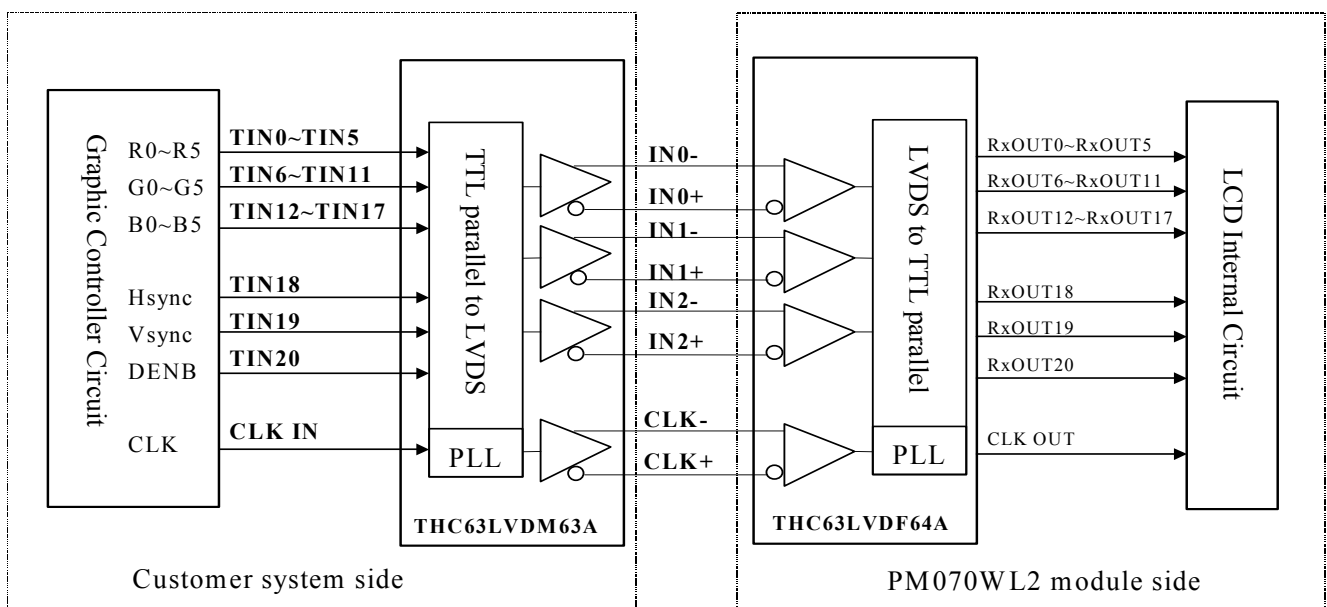 Graphic Controller Circuit
R0~R5
G0~G5
B0~B5
Hsync
Vsync
DENB
CLK
TIN0~TIN5
TIN6~TIN11
TIN12~TIN17
TIN18
TIN19
TIN20
CLK IN
TTL parallel to LVDS
PLL
THC63LVDM63A
Customer system side
IN0-
IN0+
IN1-
IN1+
IN2-
IN2+
CLK-
CLK+
LVDS to TTL parallel
PLL
THC63LVDF64A
RxOUT0~RxOUT5
RxOUT6~RxOUT11
RxOUT12~RxOUT17
RxOUT18
RxOUT19
RxOUT20
CLK OUT
LCD Internal Circuit
PM070WL2 module side